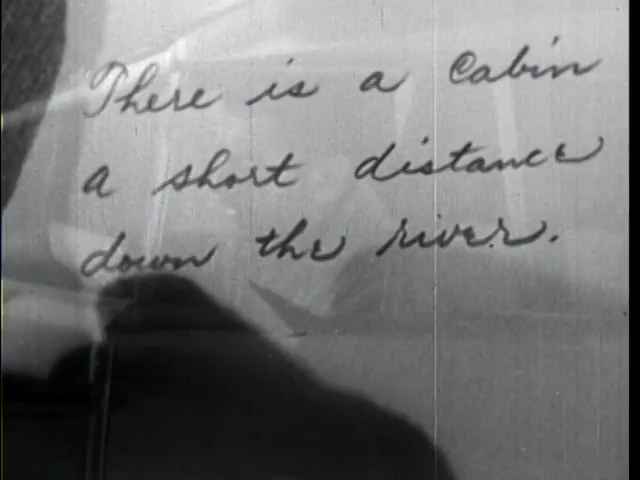 There is a cabin
a short distance
down the river.